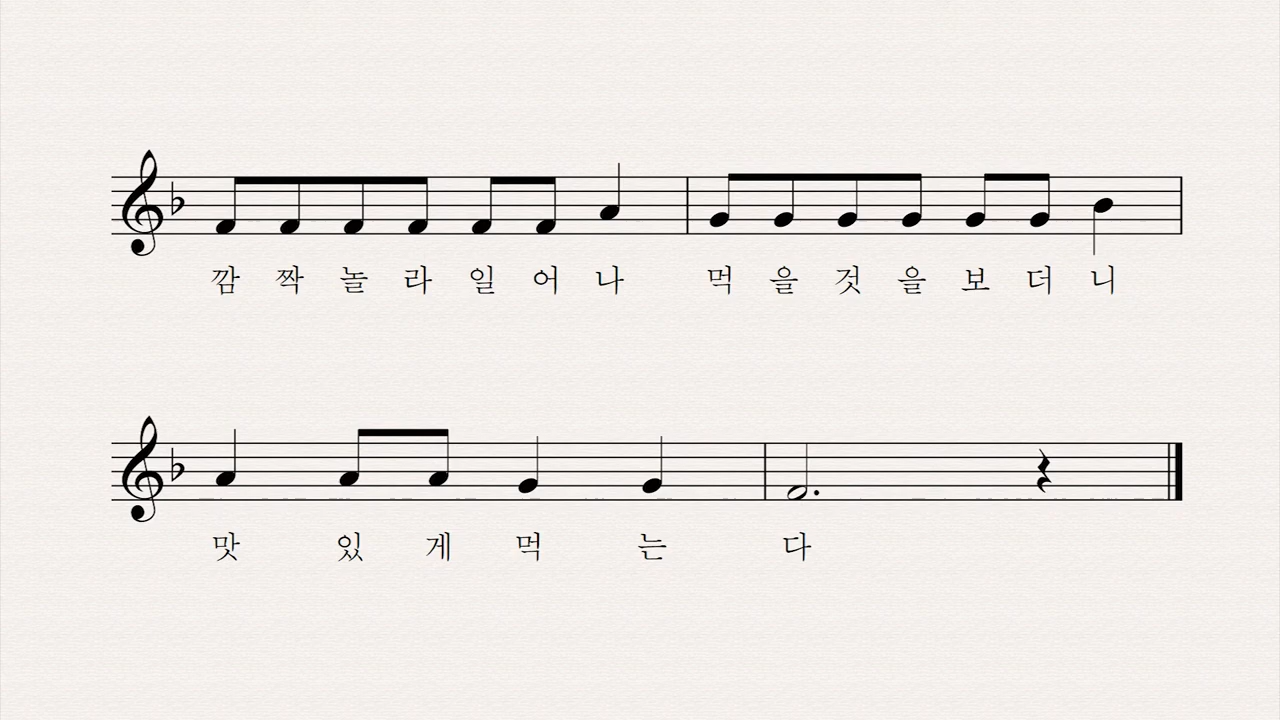 깜 짝 놀 라 일 어 나 먹 을 것 을 보 더 니
맛 있 게 먹 는 다